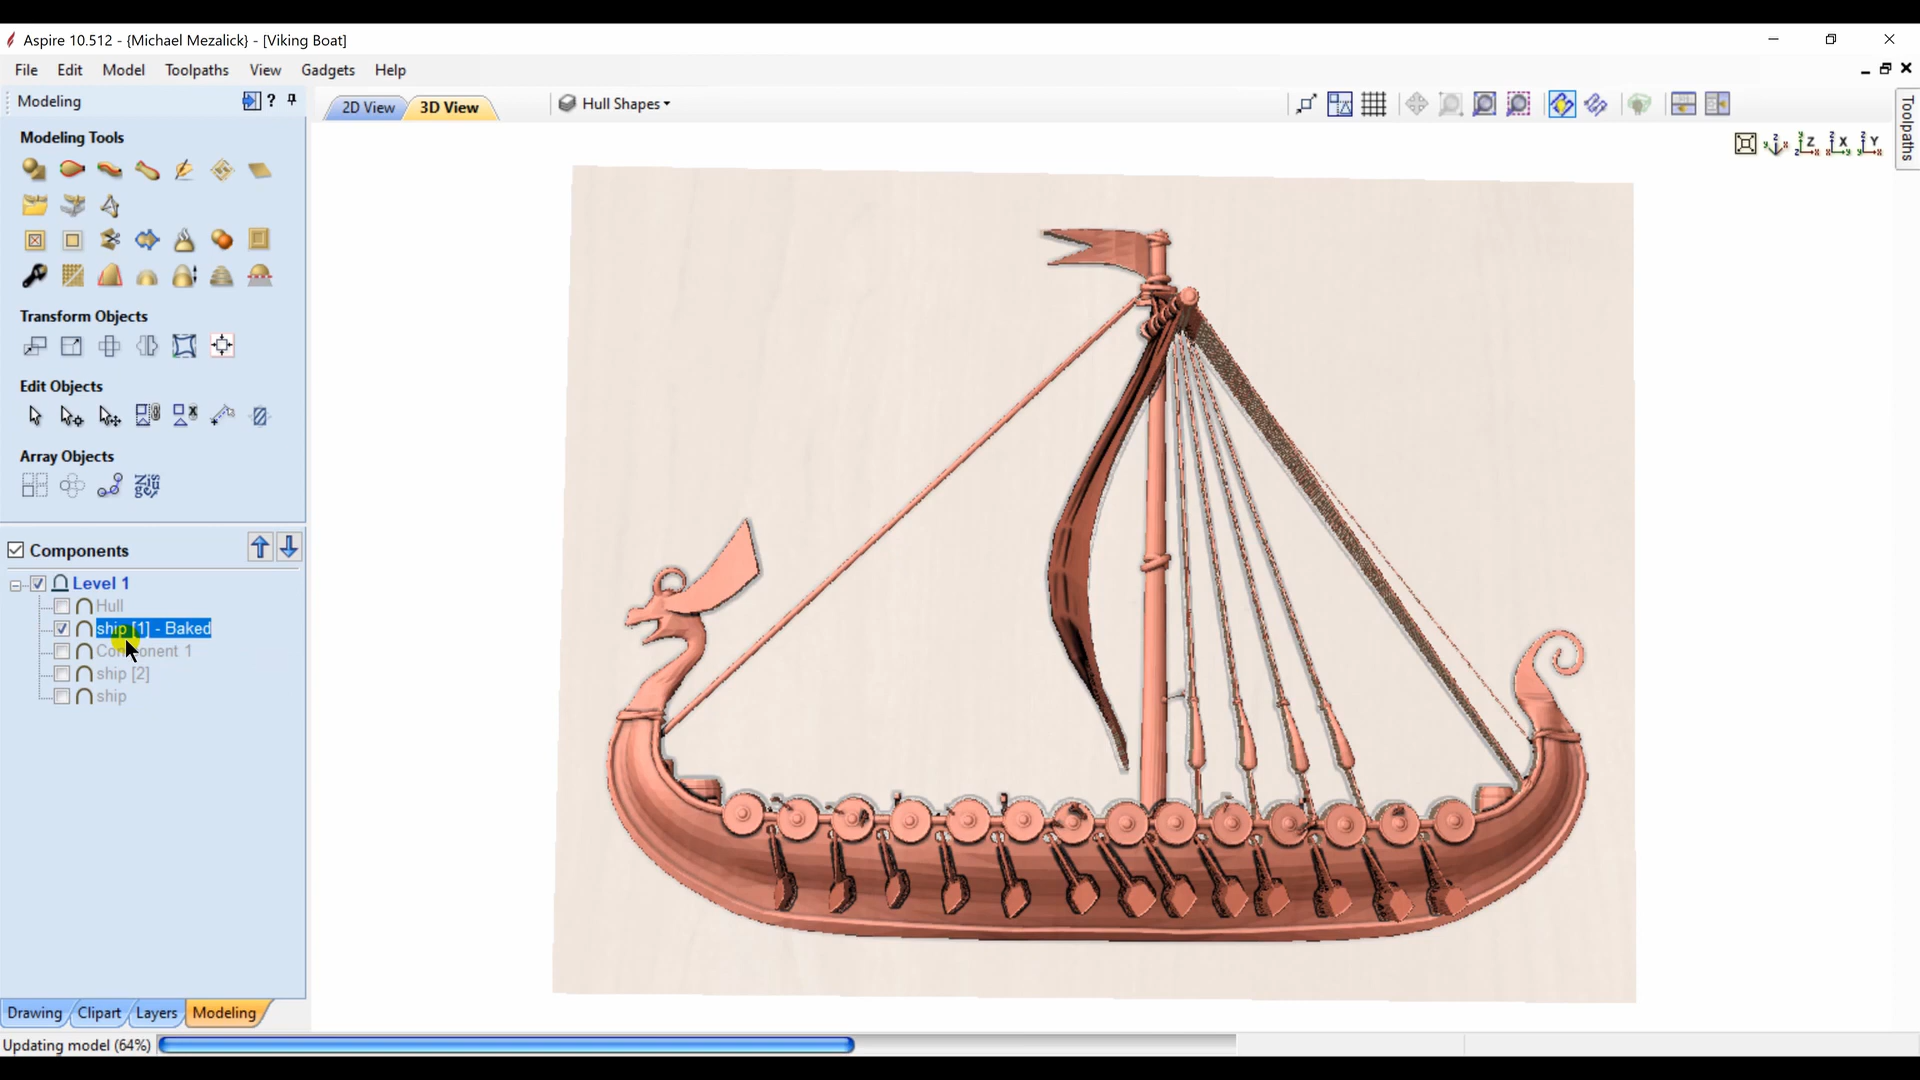 Aspire 10.512 - {Michael Mezalick} - [Viking Boat]
File Edit Model Toolpaths View Gadgets Help
Modeling
2D View 3D View Hull Shapes
Toolpaths
Modeling Tools
Transform Objects
Edit Objects
Array Objects
Components
Level 1
Hull
ship [1] - Baked
Component 1
ship [2]
ship
Drawing Clipart Layers Modeling
Updating model (64%)